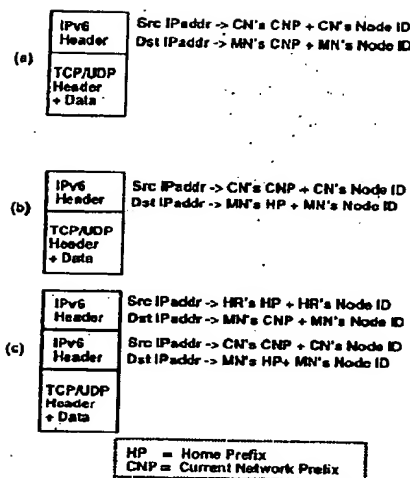 (a)
IPv6
Header
Src IPaddr -> CN's CNP + CN's Node ID
Dst IPaddr -> MN's CNP + MN's Node ID
TCP/UDP
Header
+ Data
(b)
IPv6
Header
Src IPaddr -> CN's CNP + CN's Node ID
Dst IPaddr -> MN's HP + MN's Node ID
TCP/UDP
Header
+ Data
(c)
IPv6
Header
Src IPaddr -> HR's HP + HR's Node ID
Dst IPaddr -> MN's CNP + MN's Node ID
IPv6
Header
Src IPaddr -> CN's CNP + CN's Node ID
Dst IPaddr -> MN's HP+ MN's Node ID
TCP/UDP
Header
+ Data
HP = Home Prefix
CNP = Current Network Prefix